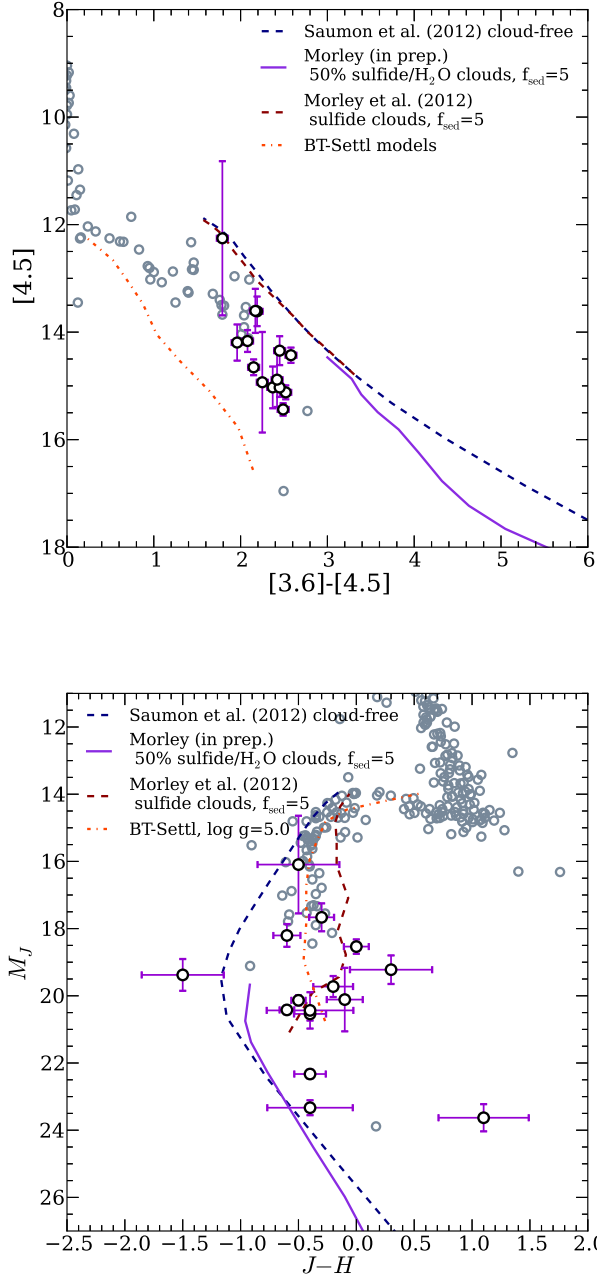 8
10
12
14
16
18
[4.5]
Saumon et al. (2012) cloud-free
Morley (in prep.)
50% sulfide/H₂O clouds, f_sed=5
Morley et al. (2012)
sulfide clouds, f_sed=5
BT-Settl models
0 1 2 3 4 5 6
[3.6]-[4.5]
12
14
16
18
20
22
24
26
M_J
Saumon et al. (2012) cloud-free
Morley (in prep.)
50% sulfide/H₂O clouds, f_sed=5
Morley et al. (2012)
sulfide clouds, f_sed=5
BT-Settl, log g=5.0
−2.5 −2.0 −1.5 −1.0 −0.5 0.0 0.5 1.0 1.5 2.0
J−H